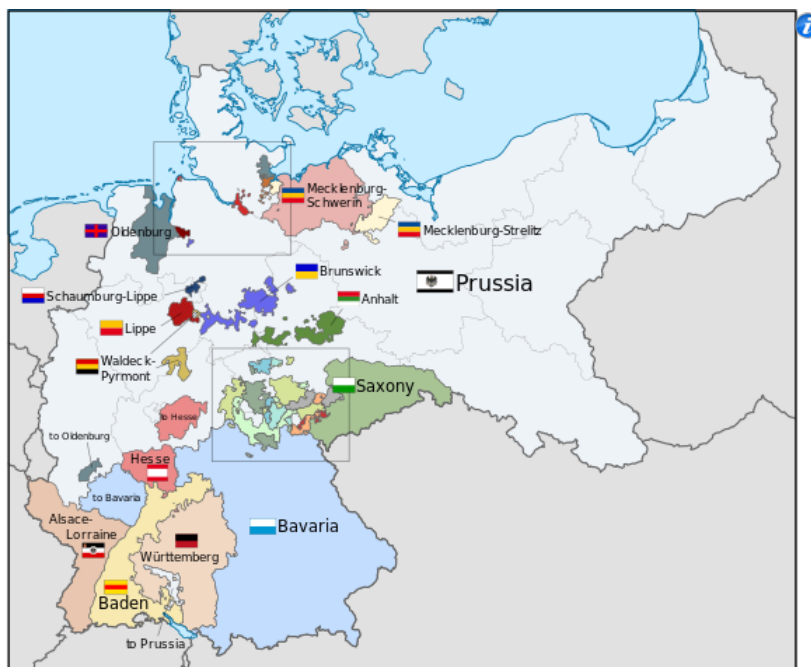 Mecklenburg-
Schwerin
Oldenburg
Mecklenburg-Strelitz
Brunswick
Prussia
Schaumburg-Lippe
Anhalt
Lippe
Waldeck-
Pyrmont
Saxony
to Hesse
to Oldenburg
Hesse
to Bavaria
Alsace-
Lorraine
Bavaria
Württemberg
Baden
to Prussia
i